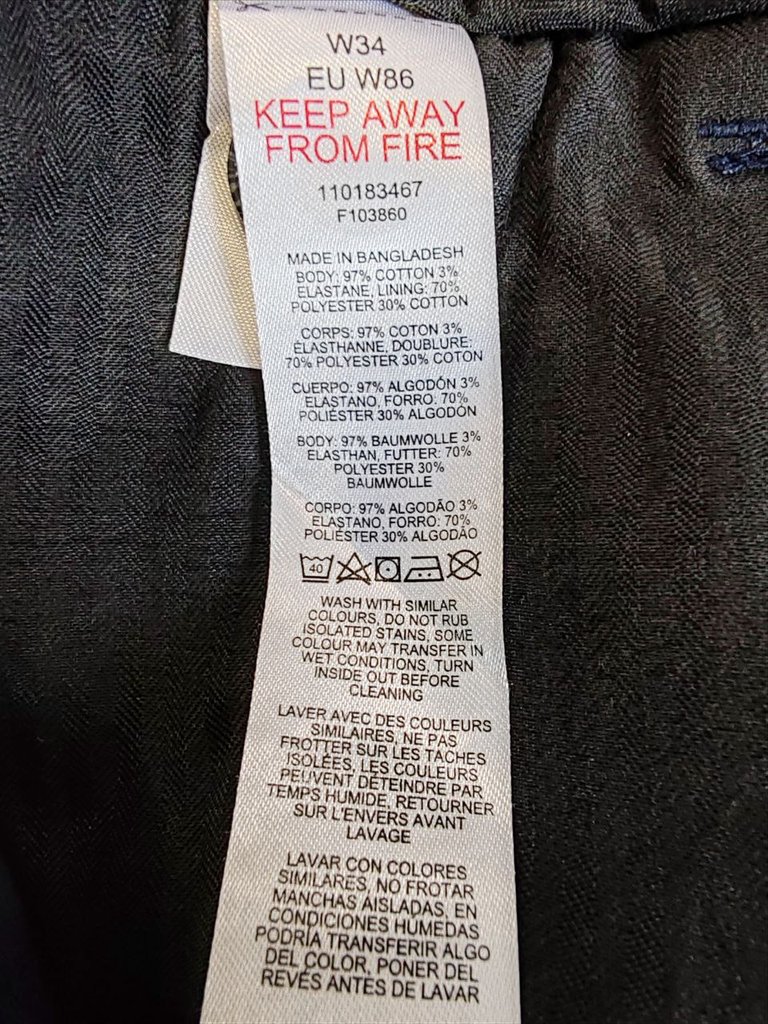 W34
EU W86
KEEP AWAY
FROM FIRE
110183467
F103860
MADE IN BANGLADESH
BODY: 97% COTTON 3%
ELASTANE, LINING: 70%
POLYESTER 30% COTTON
CORPS: 97% COTON 3%
ÉLASTHANNE, DOUBLURE:
70% POLYESTER 30% COTON
CUERPO: 97% ALGODÓN 3%
ELASTANO, FORRO: 70%
POLIÉSTER 30% ALGODÓN
BODY: 97% BAUMWOLLE 3%
ELASTHAN, FUTTER: 70%
POLYESTER 30%
BAUMWOLLE
CORPO: 97% ALGODÃO 3%
ELASTANO, FORRO: 70%
POLIÉSTER 30% ALGODÃO
40
WASH WITH SIMILAR
COLOURS, DO NOT RUB
ISOLATED STAINS, SOME
COLOUR MAY TRANSFER IN
WET CONDITIONS, TURN
INSIDE OUT BEFORE
CLEANING
LAVER AVEC DES COULEURS
SIMILAIRES, NE PAS
FROTTER SUR LES TACHES
ISOLÉES, LES COULEURS
PEUVENT DÉTEINDRE PAR
TEMPS HUMIDE, RETOURNER
SUR L'ENVERS AVANT
LAVAGE
LAVAR CON COLORES
SIMILARES, NO FROTAR
MANCHAS AISLADAS, EN
CONDICIONES HÚMEDAS
PODRÍA TRANSFERIR ALGO
DEL COLOR, PONER DEL
REVÉS ANTES DE LAVAR